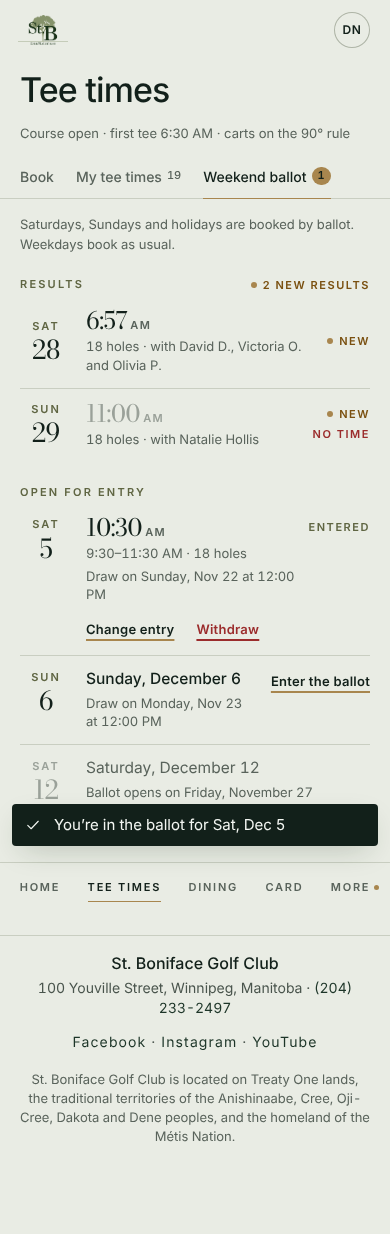 St.B
DN
Tee times
Course open · first tee 6:30 AM · carts on the 90° rule
Book My tee times 19 Weekend ballot 1
Saturdays, Sundays and holidays are booked by ballot.
Weekdays book as usual.
RESULTS
2 NEW RESULTS
SAT
28
6:57 AM
18 holes · with David D., Victoria O.
and Olivia P.
NEW
SUN
29
11:00 AM
18 holes · with Natalie Hollis
NEW
NO TIME
OPEN FOR ENTRY
SAT
5
10:30 AM
9:30–11:30 AM · 18 holes
Draw on Sunday, Nov 22 at 12:00
PM
ENTERED
Change entry Withdraw
SUN
6
Sunday, December 6
Draw on Monday, Nov 23
at 12:00 PM
Enter the ballot
SAT
12
Saturday, December 12
Ballot opens on Friday, November 27
You’re in the ballot for Sat, Dec 5
HOME TEE TIMES DINING CARD MORE
St. Boniface Golf Club
100 Youville Street, Winnipeg, Manitoba · (204)
233-2497
Facebook · Instagram · YouTube
St. Boniface Golf Club is located on Treaty One lands,
the traditional territories of the Anishinaabe, Cree, Oji-
Cree, Dakota and Dene peoples, and the homeland of the
Métis Nation.